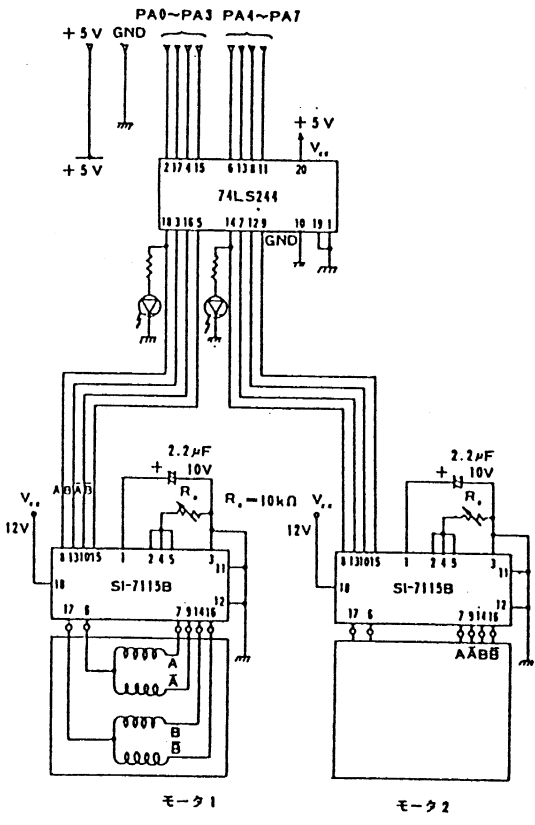 PA0～PA3 PA4～PA7
+5V GND
+5V
+5V
Vcc
2 17 4 15 6 13 8 11 20
74LS244
18 3 16 5 14 7 12 9 10 19 1
GND
2.2μF
+ 10V
R。
R。=10kΩ
A B Ā B̄
Vcc
12V
8 13 10 15 1 2 4 5 3
11
SI-7115B
18
12
17 6 7 9 14 16
A
Ā
B
B̄
モータ1
2.2μF
+ 10V
R。
Vcc
12V
8 13 10 15 1 2 4 5 3
11
SI-7115B
18
12
17 6 7 9 14 16
A Ā B B̄
モータ2